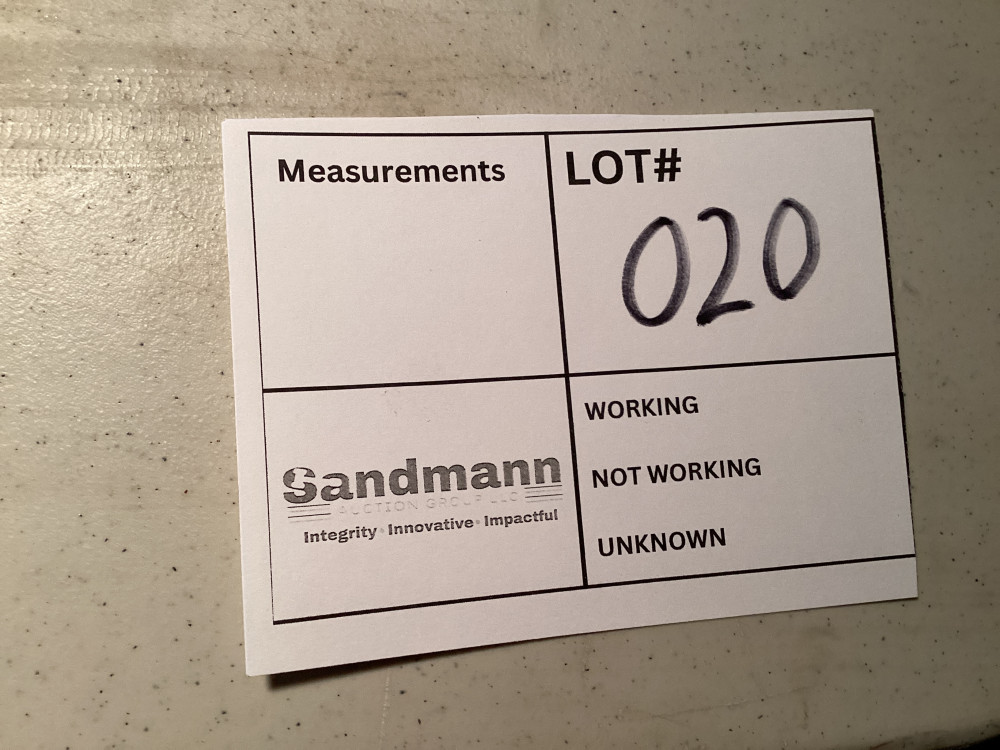 Measurements
LOT#
020
Sandmann
AUCTION GROUP LLC
Integrity · Innovative · Impactful
WORKING
NOT WORKING
UNKNOWN